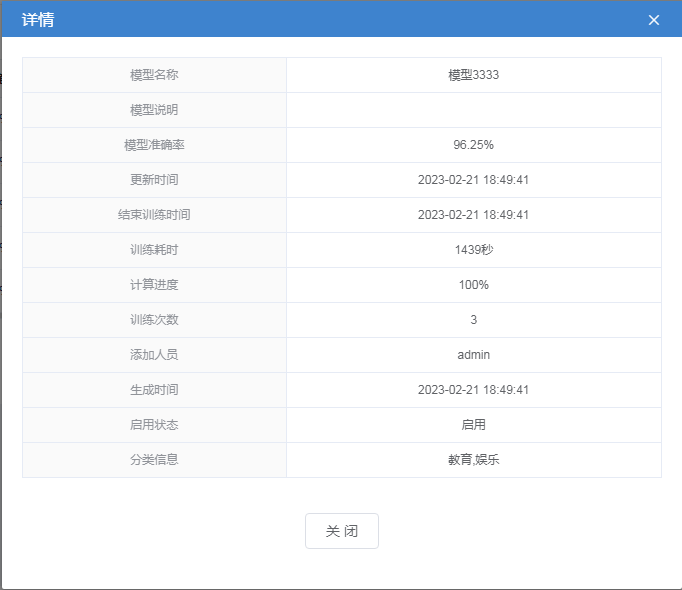 详情
模型名称 模型3333
模型说明
模型准确率 96.25%
更新时间 2023-02-21 18:49:41
结束训练时间 2023-02-21 18:49:41
训练耗时 1439秒
计算进度 100%
训练次数 3
添加人员 admin
生成时间 2023-02-21 18:49:41
启用状态 启用
分类信息 教育,娱乐
关 闭